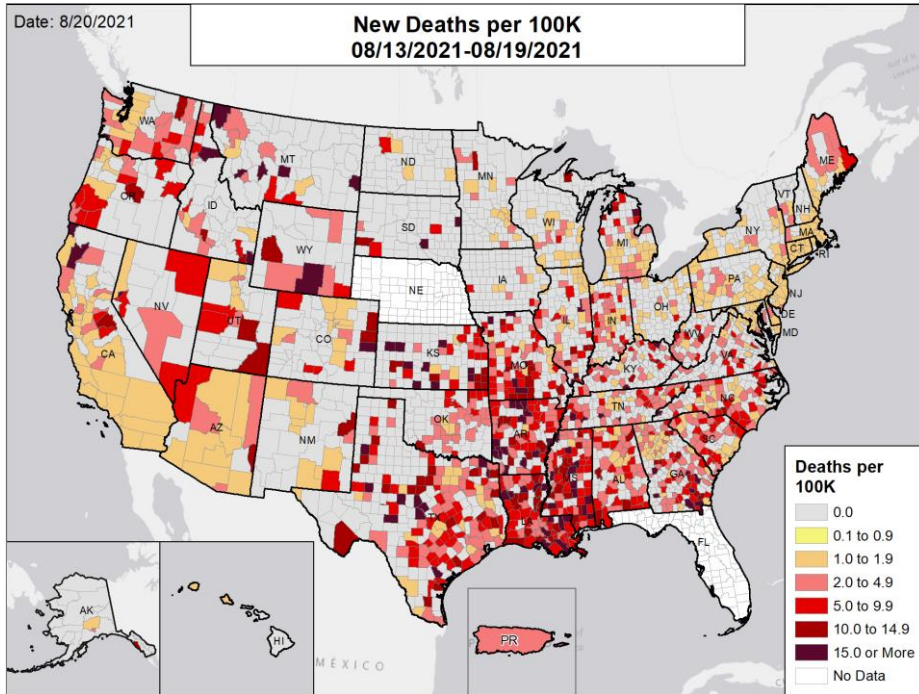 Date: 8/20/2021
New Deaths per 100K
08/13/2021-08/19/2021
WA
MT
ND
MN
ME
OR
ID
WY
SD
WI
MI
VT
NH
NY
MA
CT
RI
NV
UT
CO
NE
IA
IL
IN
OH
PA
NJ
DE
MD
WV
VA
CA
AZ
NM
KS
MO
KY
OK
AR
TN
NC
SC
TX
LA
MS
AL
GA
FL
AK
HI
PR
MÉXICO
Deaths per
100K
0.0
0.1 to 0.9
1.0 to 1.9
2.0 to 4.9
5.0 to 9.9
10.0 to 14.9
15.0 or More
No Data